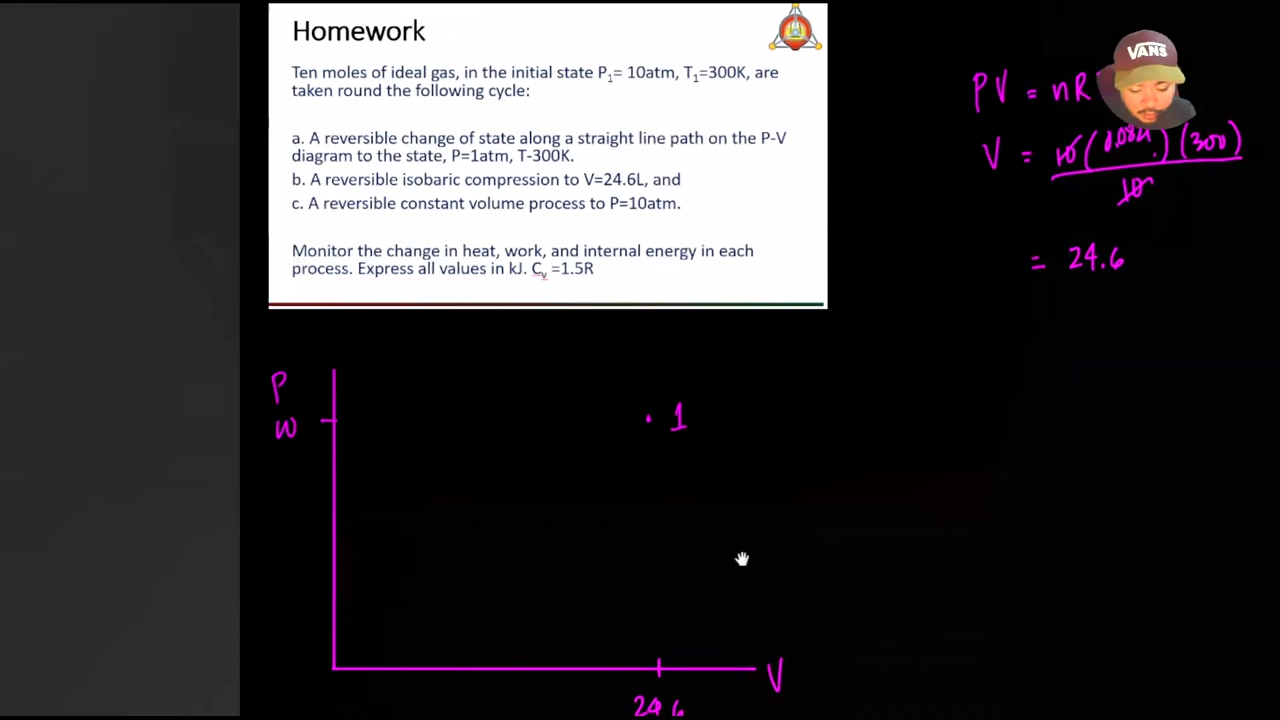 Homework
Ten moles of ideal gas, in the initial state P₁= 10atm, T₁=300K, are
taken round the following cycle:
a. A reversible change of state along a straight line path on the P-V
diagram to the state, P=1atm, T-300K.
b. A reversible isobaric compression to V=24.6L, and
c. A reversible constant volume process to P=10atm.
Monitor the change in heat, work, and internal energy in each
process. Express all values in kJ. Cᵥ =1.5R
VANS
PV = nR
V = 10(0.0821)(300)
10
= 24.6
P
10
. 1
V
24.6